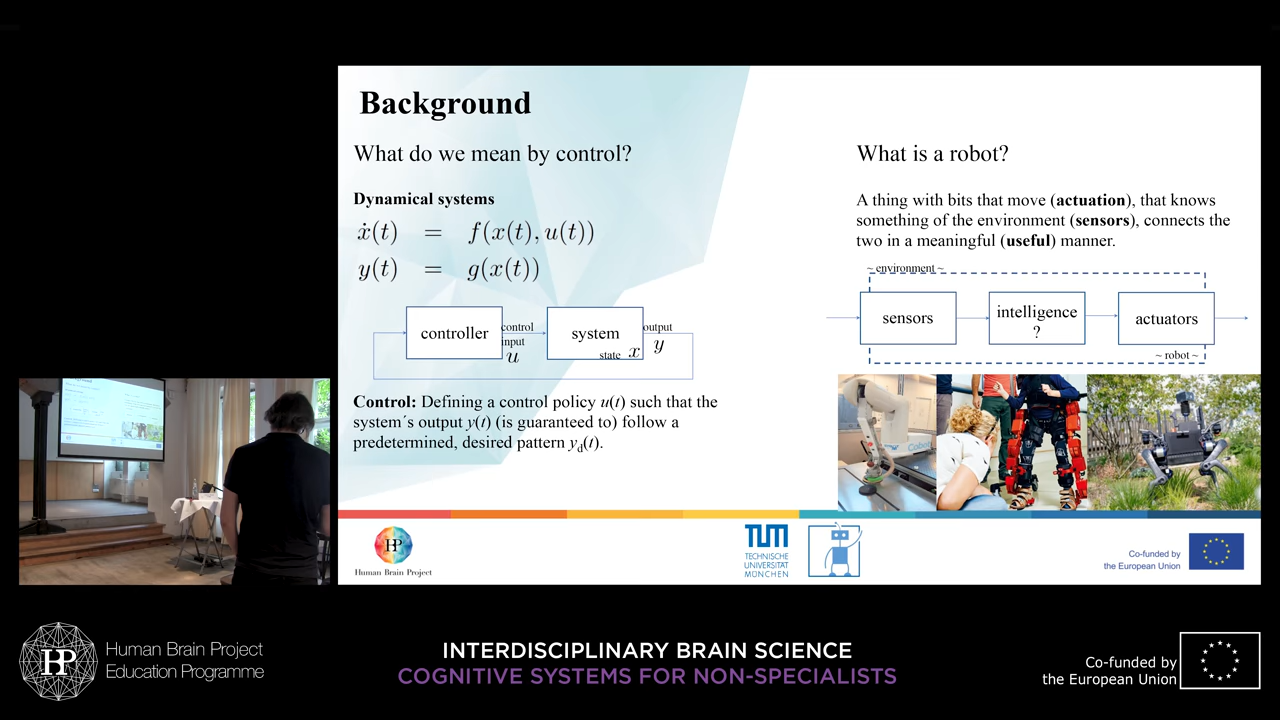 Background
What do we mean by control?
Dynamical systems
ẋ(t) = f(x(t), u(t))
y(t) = g(x(t))
controller
control
input
u
system
state x
output
y
Control: Defining a control policy u(t) such that the
system´s output y(t) (is guaranteed to) follow a
predetermined, desired pattern yd(t).
What is a robot?
A thing with bits that move (actuation), that knows
something of the environment (sensors), connects the
two in a meaningful (useful) manner.
~ environment ~
sensors
intelligence
?
actuators
~ robot ~
HP
Human Brain Project
TUM
TECHNISCHE
UNIVERSITÄT
MÜNCHEN
Co-funded by
the European Union
HP
Human Brain Project
Education Programme
INTERDISCIPLINARY BRAIN SCIENCE
COGNITIVE SYSTEMS FOR NON-SPECIALISTS
Co-funded by
the European Union